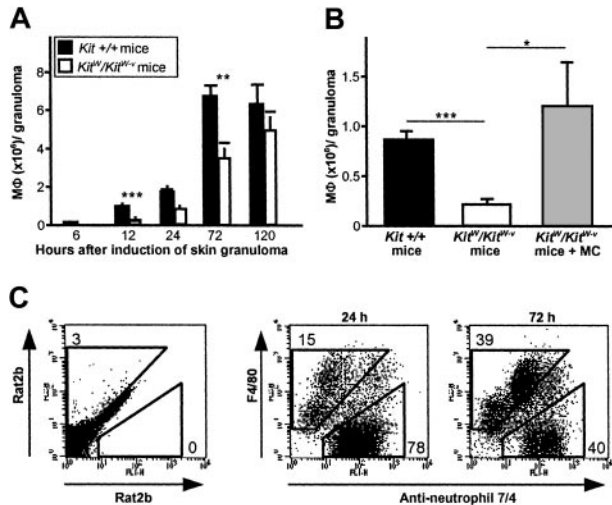 A
Kit +/+ mice
Kit^W/Kit^W-v mice
MΦ (x10⁶)/ granuloma
8
6
4
2
0
***
**
6 12 24 72 120
Hours after induction of skin granuloma
B
MΦ (x10⁶)/ granuloma
1.5
1.0
0.5
0
***
*
Kit +/+ mice
Kit^W/Kit^W-v mice
Kit^W/Kit^W-v mice + MC
C
Rat2b
3
0
Rat2b
24 h
72 h
F4/80
15
78
39
40
FL1-H
FL1-H
FL1-H
Anti-neutrophil 7/4